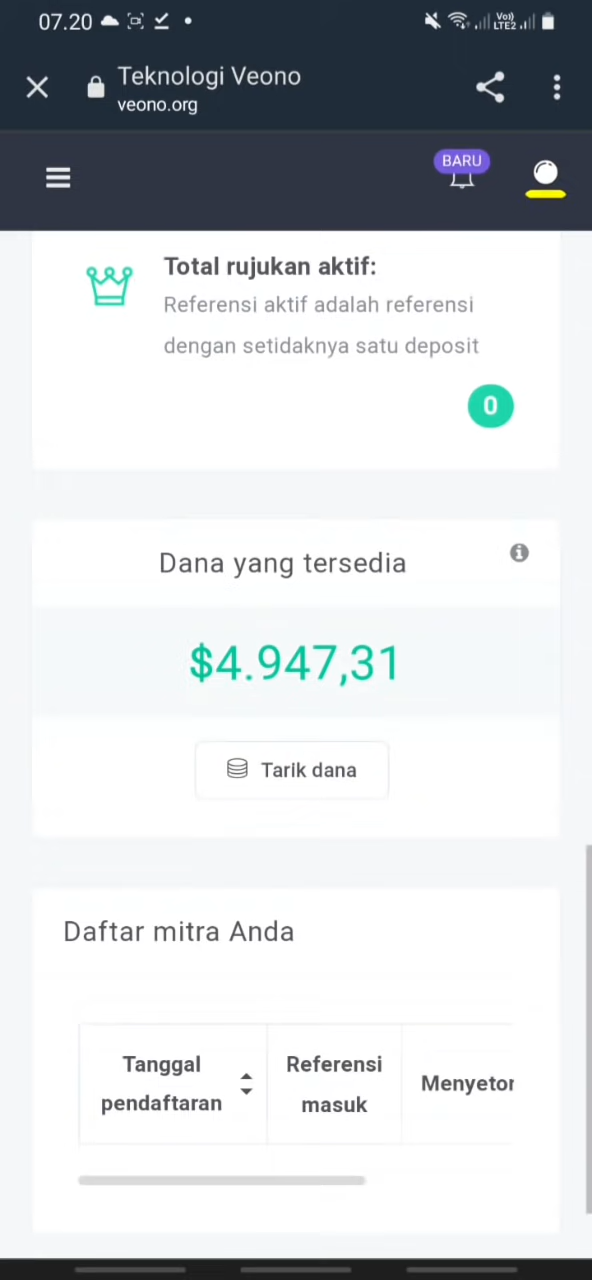 07.20
Vo))
LTE2
Teknologi Veono
veono.org
BARU
Total rujukan aktif:
Referensi aktif adalah referensi
dengan setidaknya satu deposit
0
Dana yang tersedia
$4.947,31
Tarik dana
Daftar mitra Anda
Tanggal
pendaftaran
Referensi
masuk
Menyetor